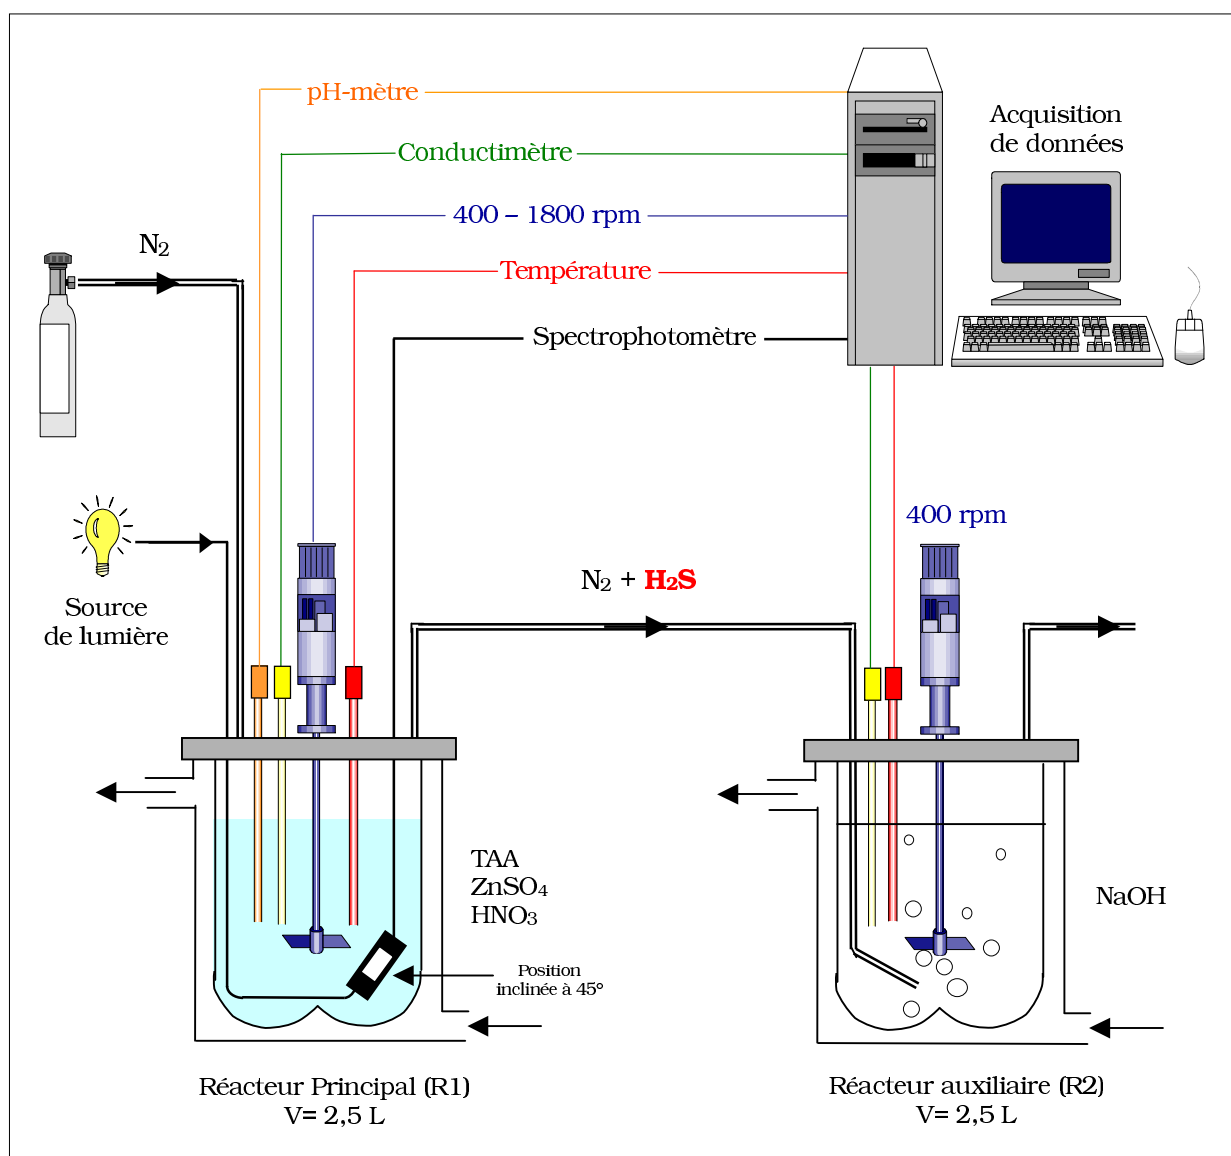 pH-mètre
Acquisition
de données
Conductimètre
400 – 1800 rpm
N₂
Température
Spectrophotomètre
400 rpm
N₂ + H₂S
Source
de lumière
TAA
ZnSO₄
HNO₃
NaOH
Position
inclinée à 45°
Réacteur Principal (R1)
V= 2,5 L
Réacteur auxiliaire (R2)
V= 2,5 L